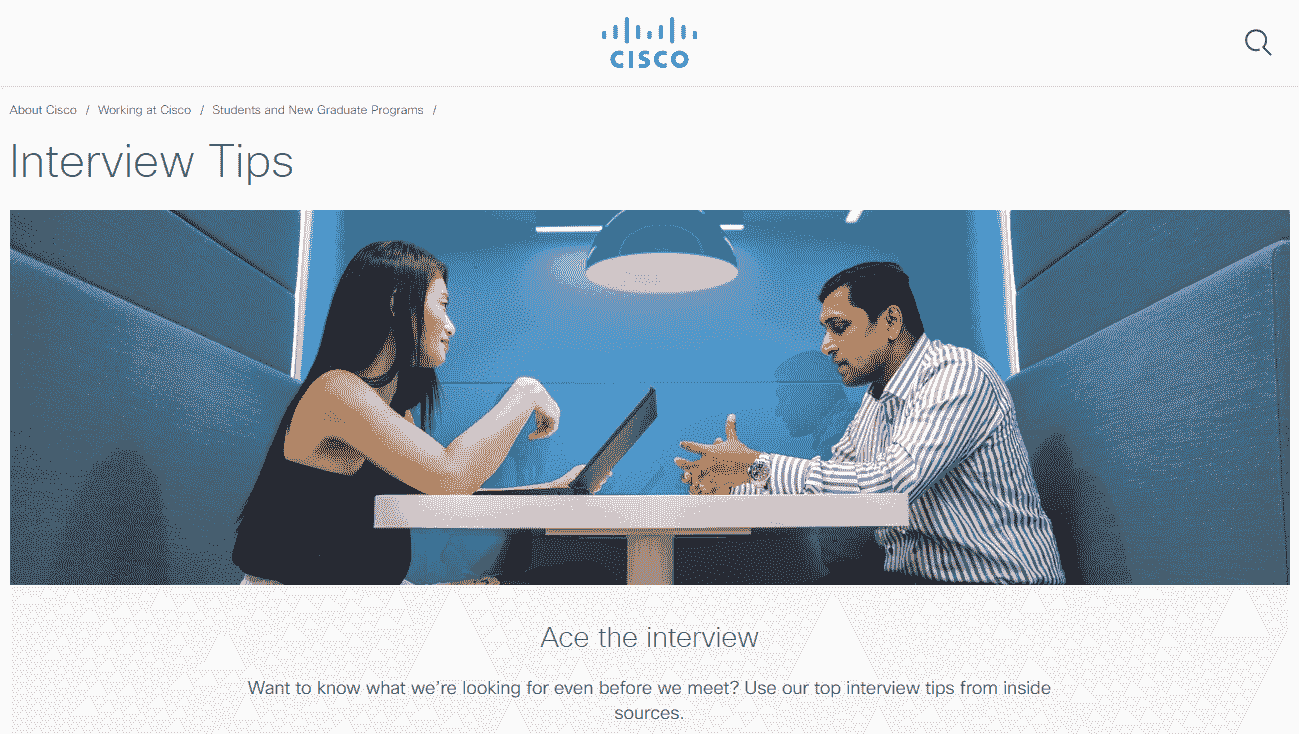 CISCO
About Cisco / Working at Cisco / Students and New Graduate Programs /
Interview Tips
Ace the interview
Want to know what we're looking for even before we meet? Use our top interview tips from inside
sources.